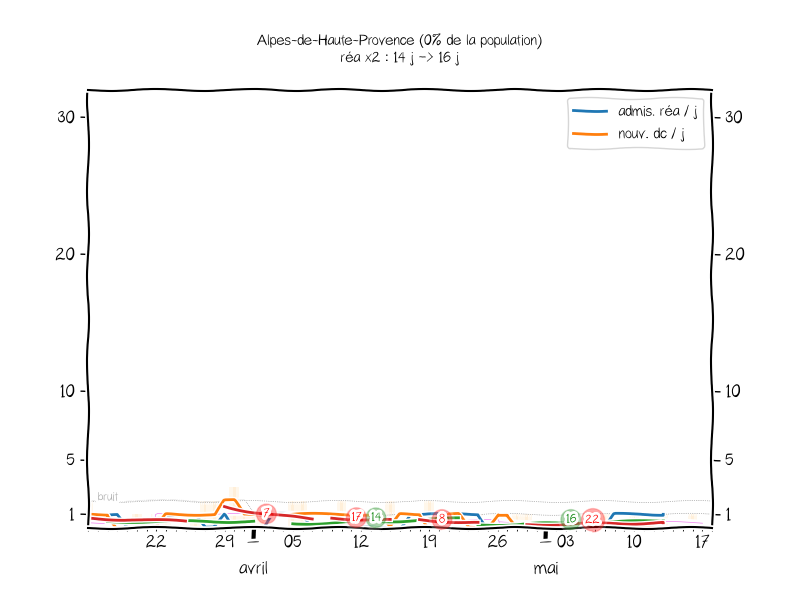 Alpes-de-Haute-Provence (0% de la population)
réa x2 : 14 j -> 16 j
admis. réa / j
nouv. dc / j
30 30
20 20
10 10
5 5
bruit
1 1
7 17 14 8 16 22
22 29 05 12 19 26 03 10 17
avril mai